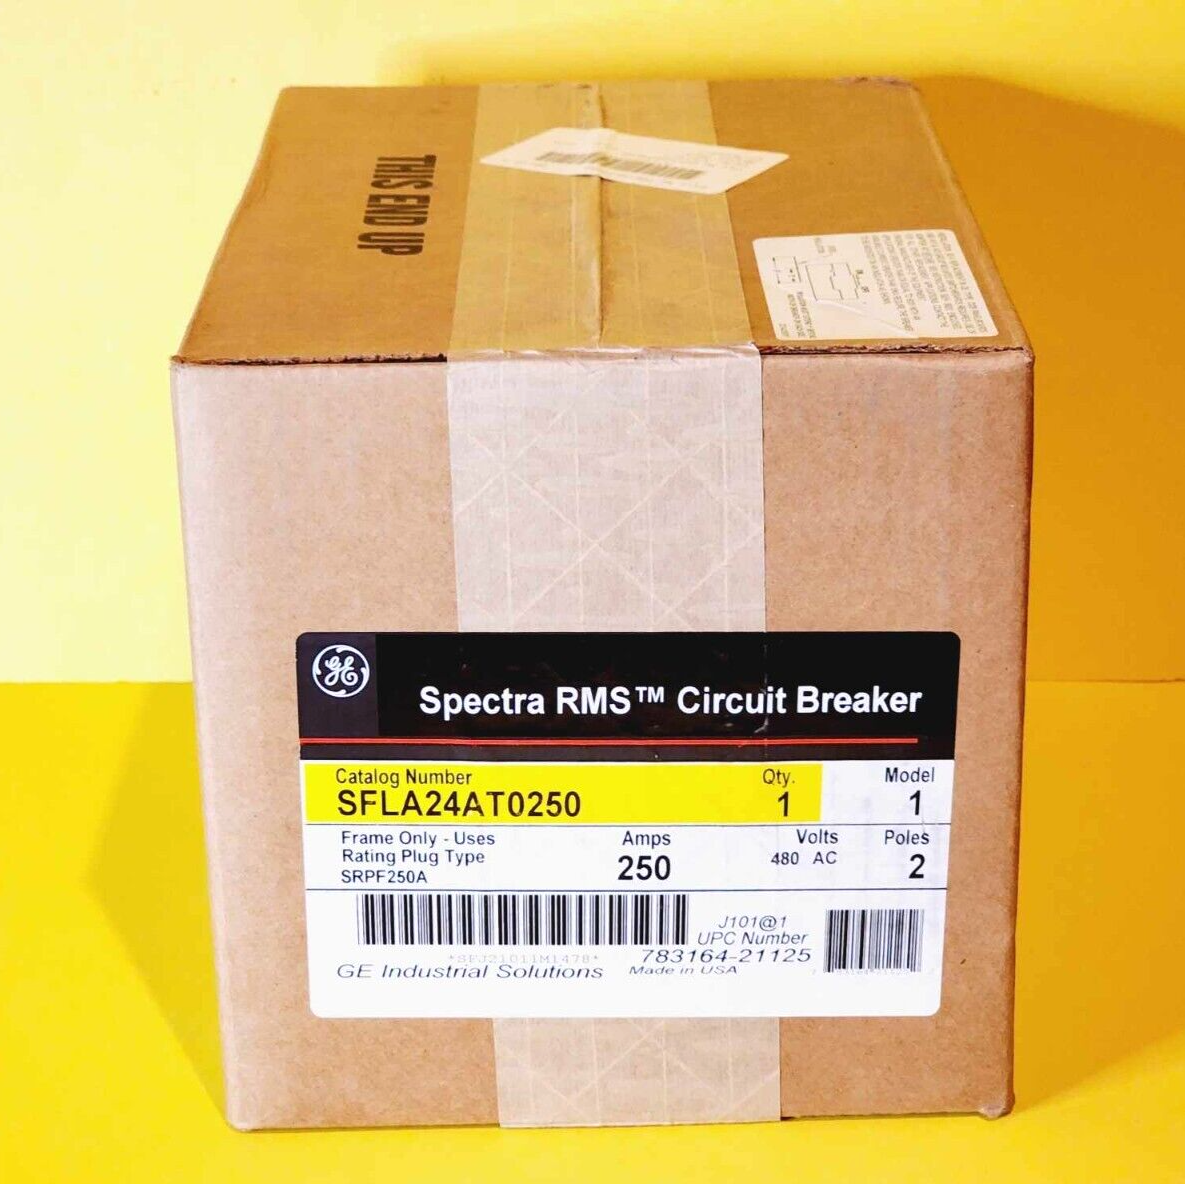 THIS END UP
GE
Spectra RMS™ Circuit Breaker
Catalog Number
SFLA24AT0250
Qty.
1
Model
1
Frame Only - Uses
Rating Plug Type
SRPF250A
Amps
250
Volts
480 AC
Poles
2
J101@1
UPC Number
783164-21125
*SFJ21011M1478*
GE Industrial Solutions
Made in USA